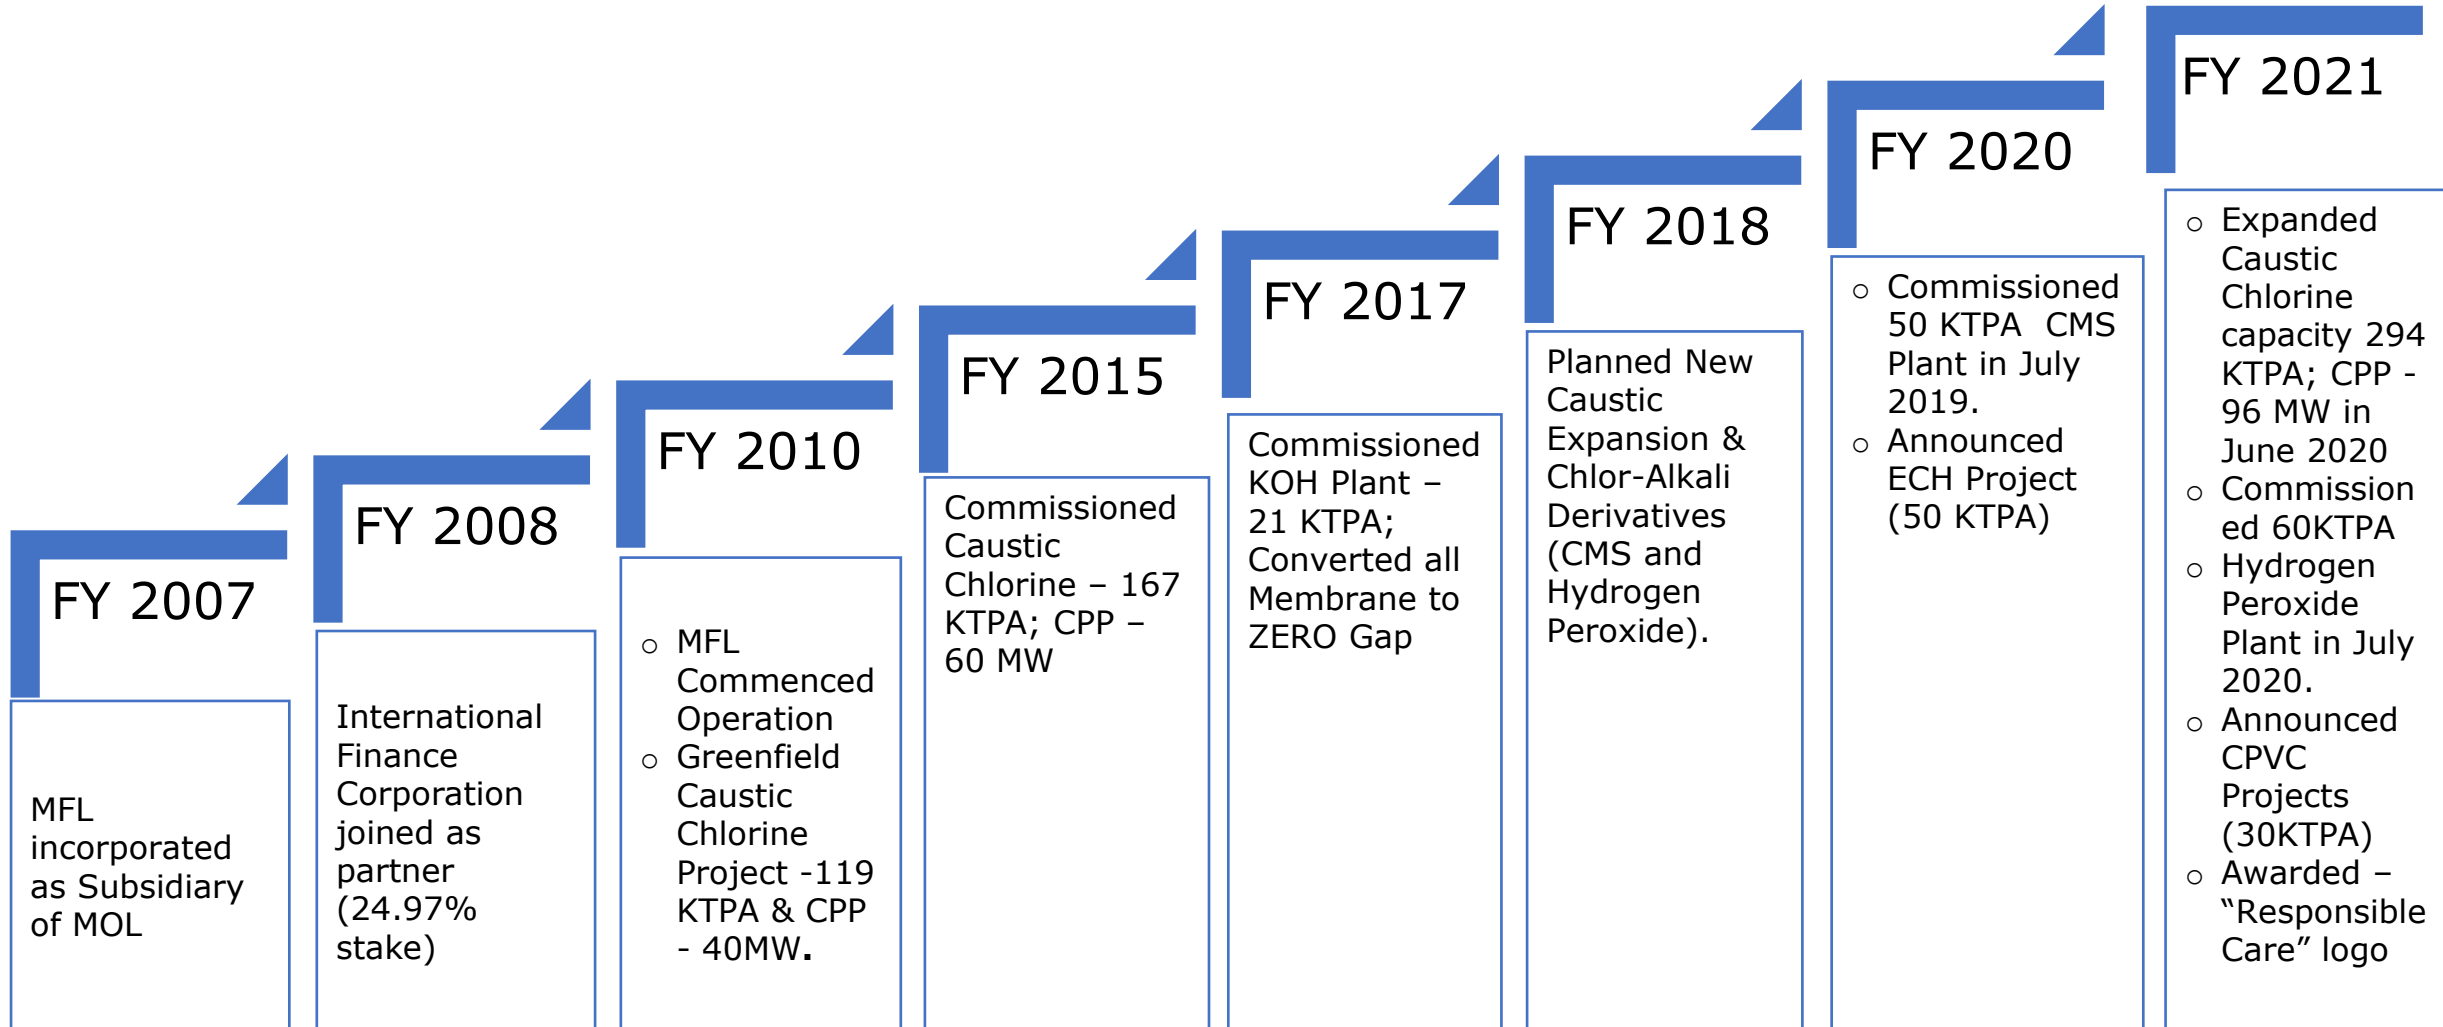 FY 2007
MFL
incorporated
as Subsidiary
of MOL
FY 2008
International
Finance
Corporation
joined as
partner
(24.97%
stake)
FY 2010
o MFL
Commenced
Operation
o Greenfield
Caustic
Chlorine
Project -119
KTPA & CPP
- 40MW.
FY 2015
Commissioned
Caustic
Chlorine – 167
KTPA; CPP –
60 MW
FY 2017
Commissioned
KOH Plant –
21 KTPA;
Converted all
Membrane to
ZERO Gap
FY 2018
Planned New
Caustic
Expansion &
Chlor-Alkali
Derivatives
(CMS and
Hydrogen
Peroxide).
FY 2020
o Commissioned
50 KTPA CMS
Plant in July
2019.
o Announced
ECH Project
(50 KTPA)
FY 2021
o Expanded
Caustic
Chlorine
capacity 294
KTPA; CPP -
96 MW in
June 2020
o Commission
ed 60KTPA
o Hydrogen
Peroxide
Plant in July
2020.
o Announced
CPVC
Projects
(30KTPA)
o Awarded –
“Responsible
Care” logo